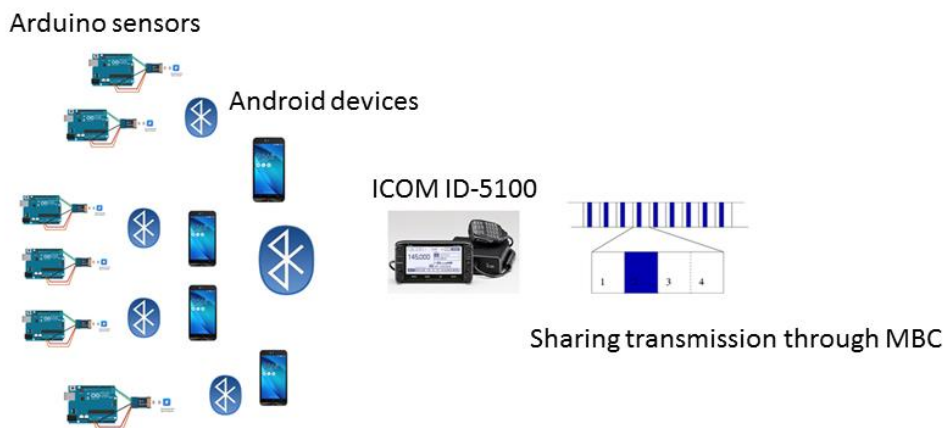 Arduino sensors
Android devices
ICOM ID-5100
145.000
1
3
4
Sharing transmission through MBC